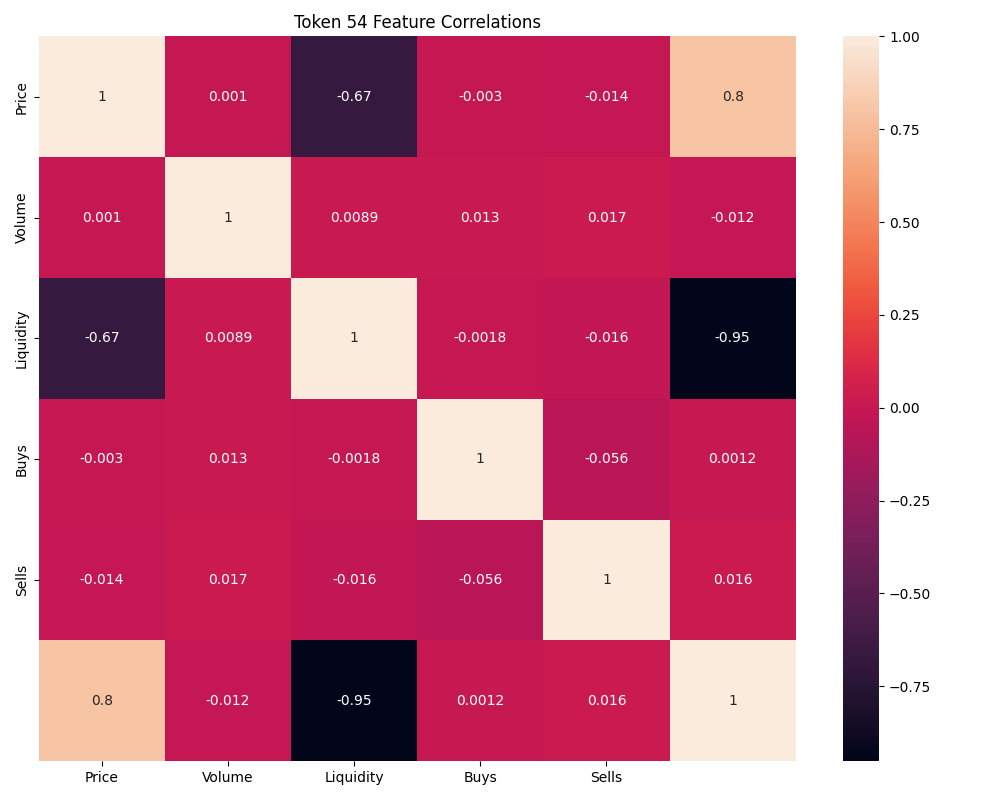 Token 54 Feature Correlations
Price 1 0.001 -0.67 -0.003 -0.014 0.8
Volume 0.001 1 0.0089 0.013 0.017 -0.012
Liquidity -0.67 0.0089 1 -0.0018 -0.016 -0.95
Buys -0.003 0.013 -0.0018 1 -0.056 0.0012
Sells -0.014 0.017 -0.016 -0.056 1 0.016
0.8 -0.012 -0.95 0.0012 0.016 1
Price Volume Liquidity Buys Sells
1.00
0.75
0.50
0.25
0.00
−0.25
−0.50
−0.75